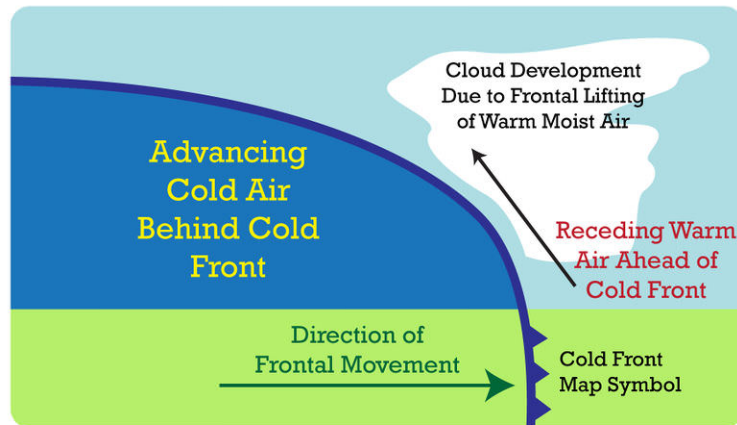 Cloud Development
Due to Frontal Lifting
of Warm Moist Air
Advancing
Cold Air
Behind Cold
Front
Receding Warm
Air Ahead of
Cold Front
Direction of
Frontal Movement
Cold Front
Map Symbol